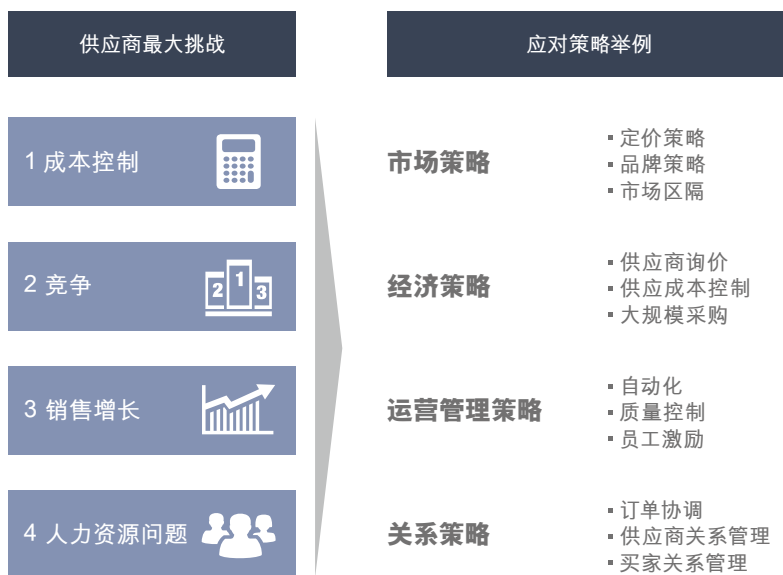 供应商最大挑战
应对策略举例
1 成本控制
市场策略
▪ 定价策略
▪ 品牌策略
▪ 市场区隔
2 竞争
2 1 3
经济策略
▪ 供应商询价
▪ 供应成本控制
▪ 大规模采购
3 销售增长
运营管理策略
▪ 自动化
▪ 质量控制
▪ 员工激励
4 人力资源问题
关系策略
▪ 订单协调
▪ 供应商关系管理
▪ 买家关系管理